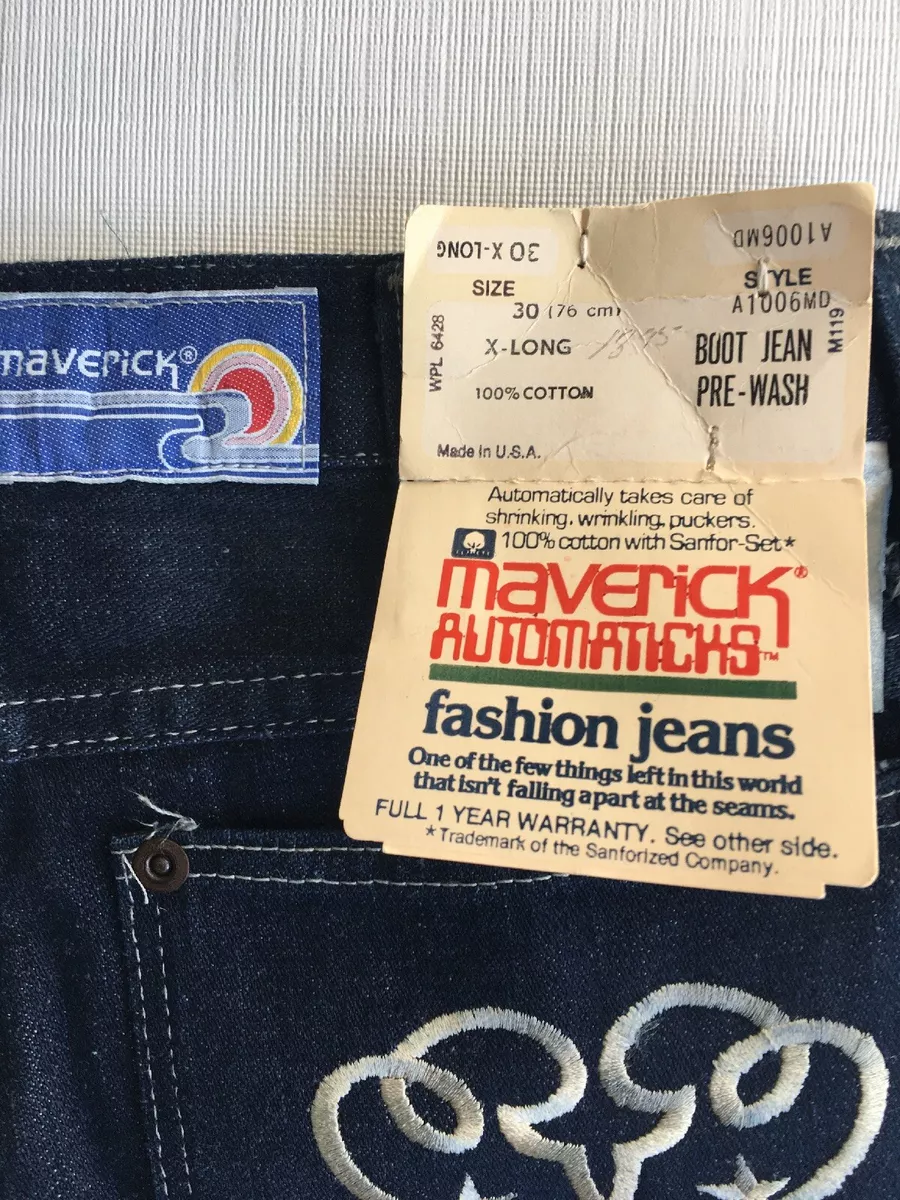 maverick®
30 X-LONG
A1006MD
SIZE
STYLE
30 (76 cm)
A1006MD
WPL 6428
M119
X-LONG
BOOT JEAN
100% COTTON
PRE-WASH
Made in U.S.A.
Automatically takes care of
shrinking, wrinkling, puckers.
100% cotton with Sanfor-Set*
maverick®
AUTOMATICKS™
fashion jeans
One of the few things left in this world
that isn't falling apart at the seams.
FULL 1 YEAR WARRANTY. See other side.
*Trademark of the Sanforized Company.